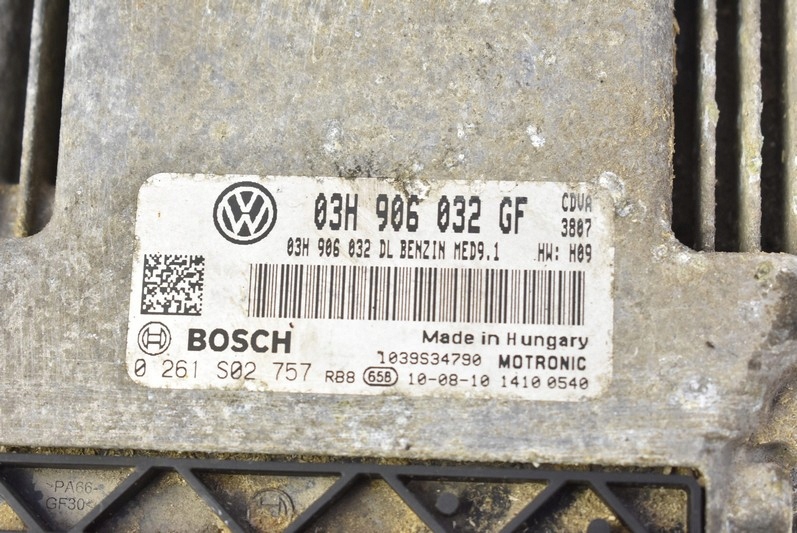 03H 906 032 GF CDVA
3807
03H 906 032 DL BENZIN MED9.1 HW: H09
BOSCH Made in Hungary
1039S34790 MOTRONIC
0 261 S02 757 RB8 658 10-08-10 1410 0540
>PA66-
GF30<